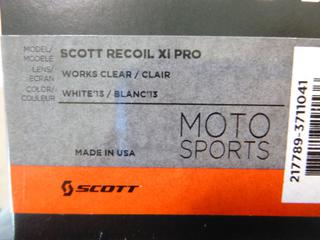 MODEL/
MODÈLE
SCOTT RECOIL Xi PRO
LENS/
ECRAN
WORKS CLEAR / CLAIR
COLOR/
COULEUR
WHITE'13 / BLANC'13
MOTO
SPORTS
MADE IN USA
SCOTT
217789-3711041